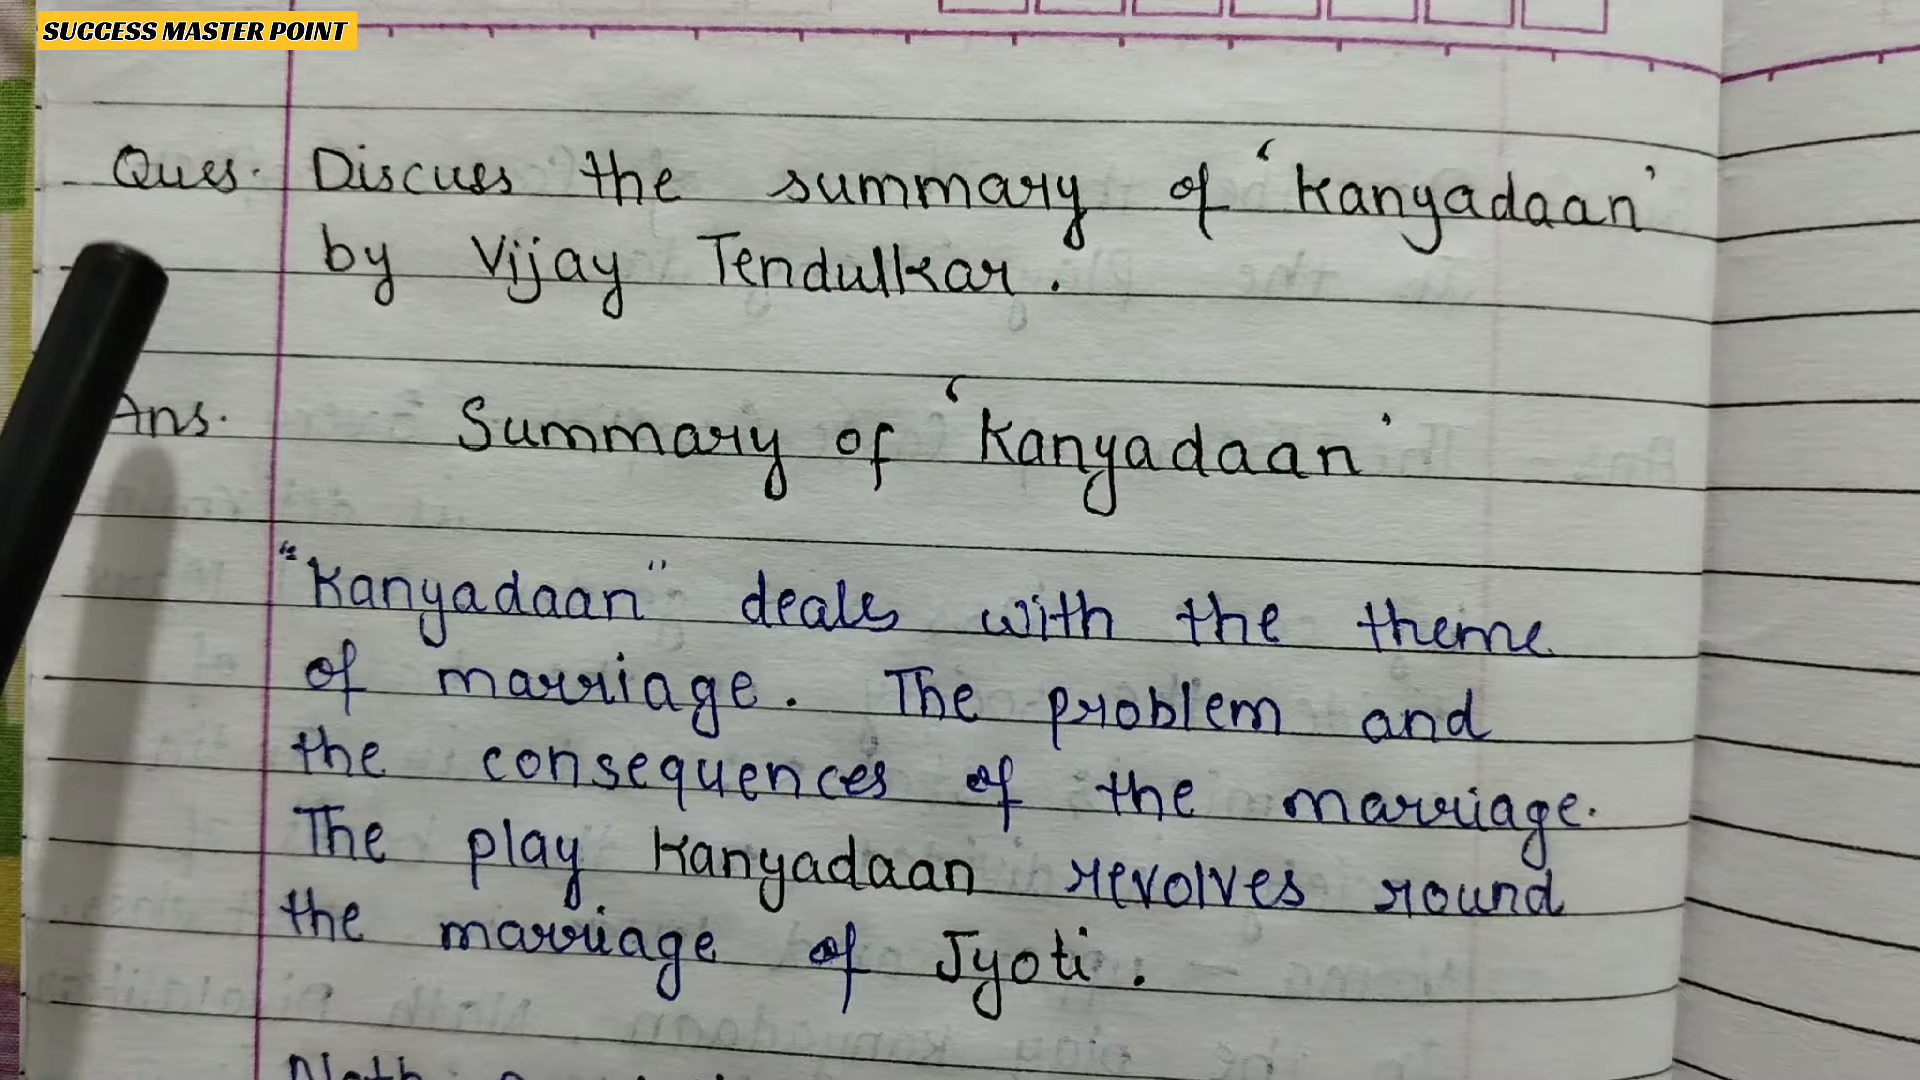 SUCCESS MASTER POINT
Ques. Discuss the summary of 'Kanyadaan'
by Vijay Tendulkar.
Ans. Summary of 'Kanyadaan'
"Kanyadaan" deals with the theme
of marriage. The problem and
the consequences of the marriage.
The play Kanyadaan revolves round
the marriage of Jyoti.